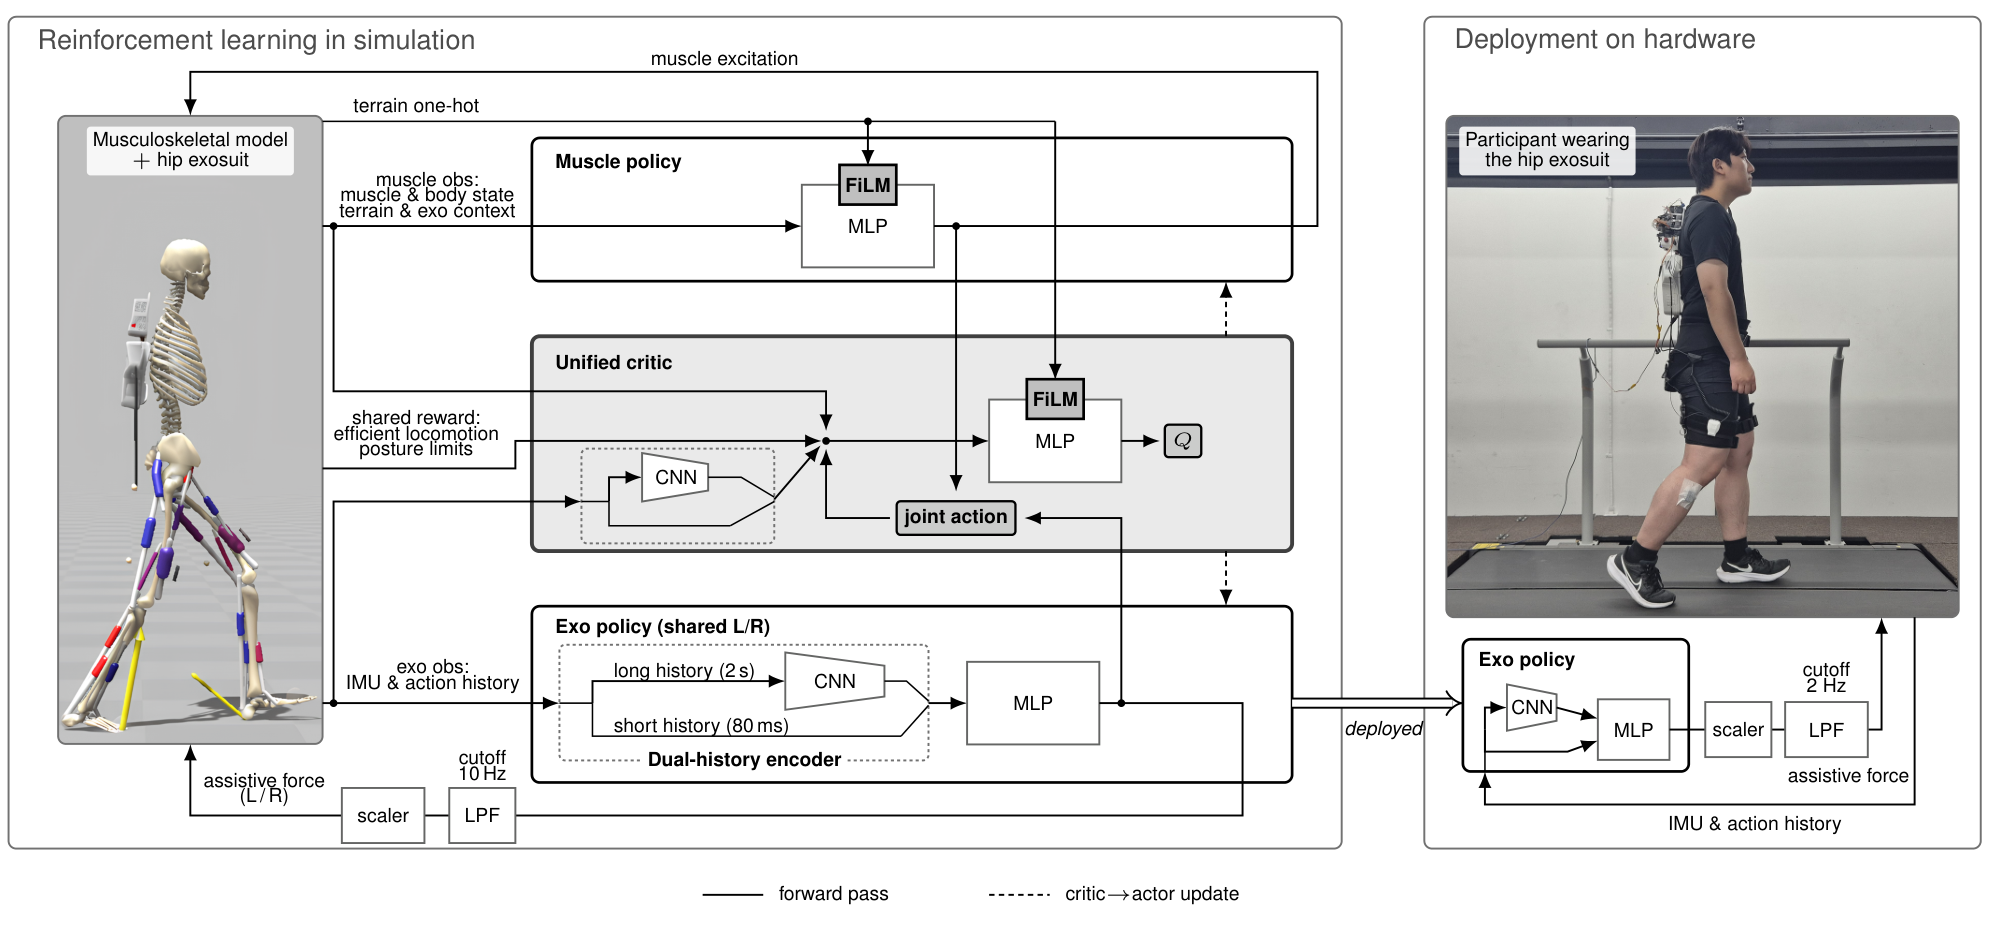 Reinforcement learning in simulation
muscle excitation
terrain one-hot
Musculoskeletal model
+ hip exosuit
Muscle policy
FiLM
MLP
muscle obs:
muscle & body state
terrain & exo context
Unified critic
FiLM
MLP
Q
shared reward:
efficient locomotion
posture limits
CNN
joint action
Exo policy (shared L/R)
long history (2 s)
CNN
short history (80 ms)
Dual-history encoder
MLP
exo obs:
IMU & action history
cutoff
10 Hz
assistive force
(L / R)
scaler
LPF
deployed
Deployment on hardware
Participant wearing
the hip exosuit
Exo policy
CNN
MLP
scaler
LPF
cutoff
2 Hz
assistive force
IMU & action history
forward pass
critic→actor update